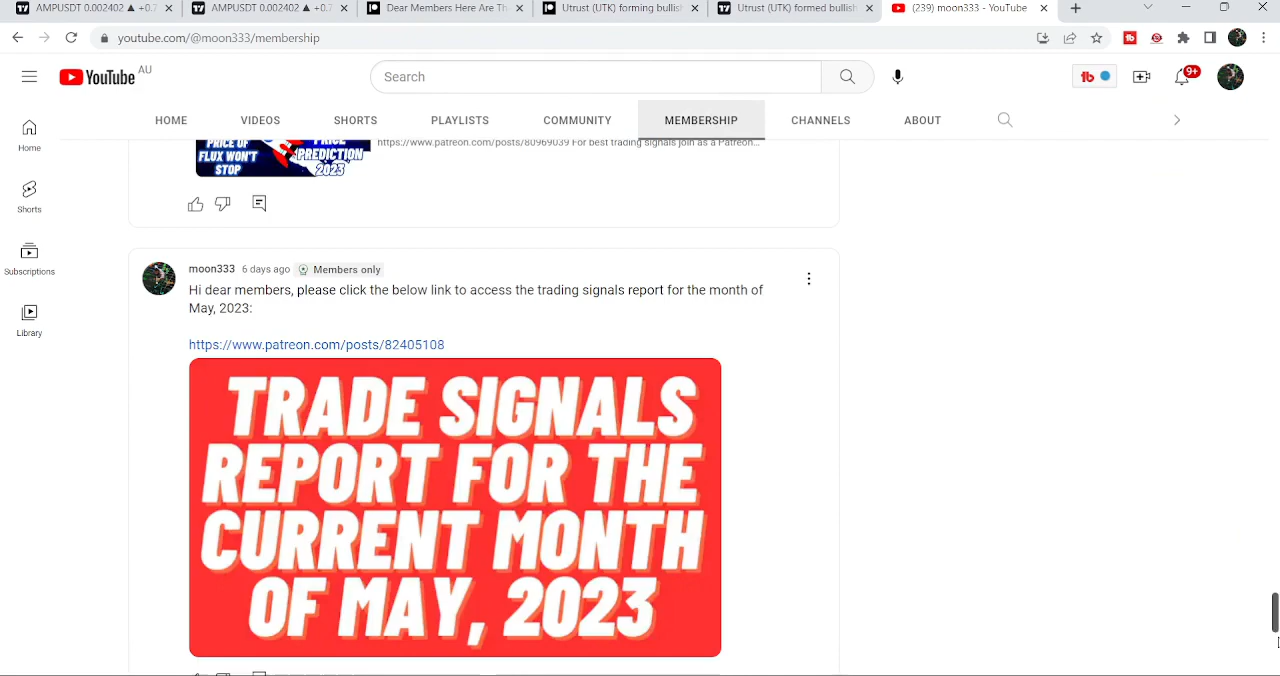 AMPUSDT 0.002402 ▲ +0.7
AMPUSDT 0.002402 ▲ +0.7
Dear Members Here Are Th
Utrust (UTK) forming bullish
Utrust (UTK) formed bullish
(239) moon333 - YouTube
youtube.com/@moon333/membership
YouTube AU
Search
9+
HOME VIDEOS SHORTS PLAYLISTS COMMUNITY MEMBERSHIP CHANNELS ABOUT
Home
Shorts
Subscriptions
Library
PRICE OF
FLUX WON'T
STOP
PRICE
PREDICTION
2023
https://www.patreon.com/posts/80969039 For best trading signals join as a Patreon...
moon333 6 days ago Members only
Hi dear members, please click the below link to access the trading signals report for the month of
May, 2023:
https://www.patreon.com/posts/82405108
TRADE SIGNALS
REPORT FOR THE
CURRENT MONTH
OF MAY, 2023